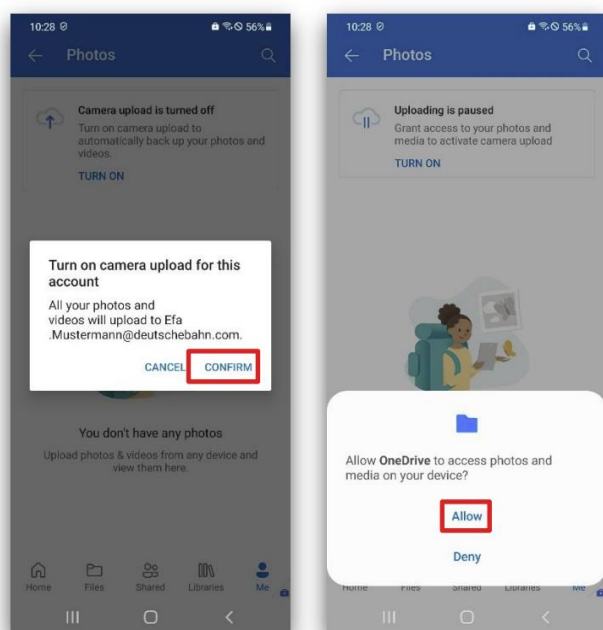 10:28 56%
Photos
Camera upload is turned off
Turn on camera upload to
automatically back up your photos and
videos.
TURN ON
Turn on camera upload for this
account
All your photos and
videos will upload to Efa
.Mustermann@deutschebahn.com.
CANCEL CONFIRM
You don't have any photos
Upload photos & videos from any device and
view them here.
Home Files Shared Libraries Me
10:28 56%
Photos
Uploading is paused
Grant access to your photos and
media to activate camera upload
TURN ON
Allow OneDrive to access photos and
media on your device?
Allow
Deny
Home Files Shared Libraries Me